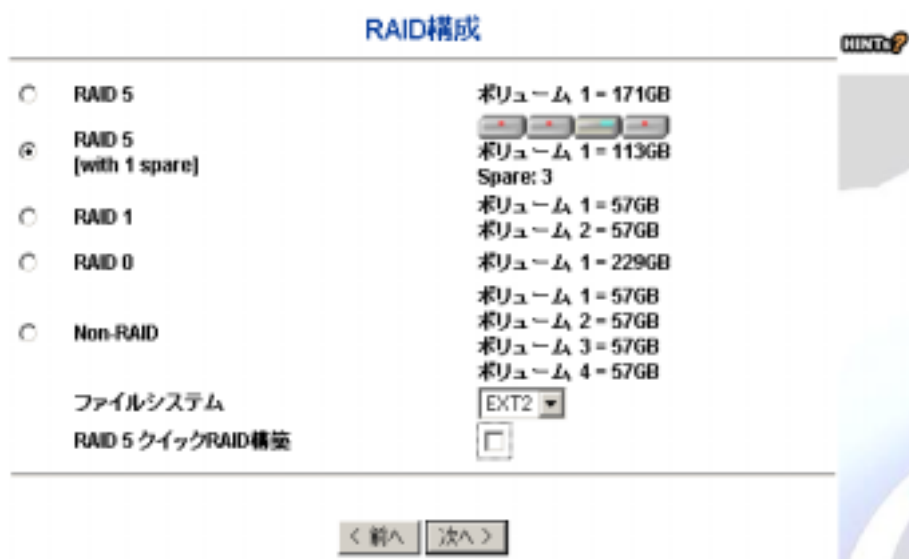 RAID構成
HINTs?
RAID 5 ボリューム 1 = 171GB
RAID 5
[with 1 spare]
ボリューム 1 = 113GB
Spare: 3
RAID 1
ボリューム 1 = 57GB
ボリューム 2 = 57GB
RAID 0 ボリューム 1 = 229GB
Non-RAID
ボリューム 1 = 57GB
ボリューム 2 = 57GB
ボリューム 3 = 57GB
ボリューム 4 = 57GB
ファイルシステム EXT2
RAID 5 クイックRAID構築
< 前へ 次へ >